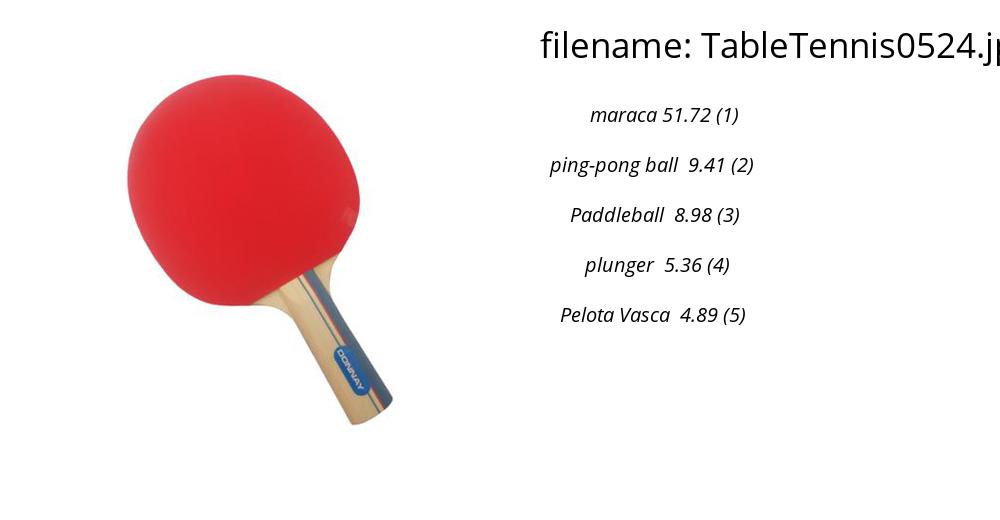 filename: TableTennis0524.jp
maraca 51.72 (1)
ping-pong ball 9.41 (2)
Paddleball 8.98 (3)
plunger 5.36 (4)
Pelota Vasca 4.89 (5)
DONNAY